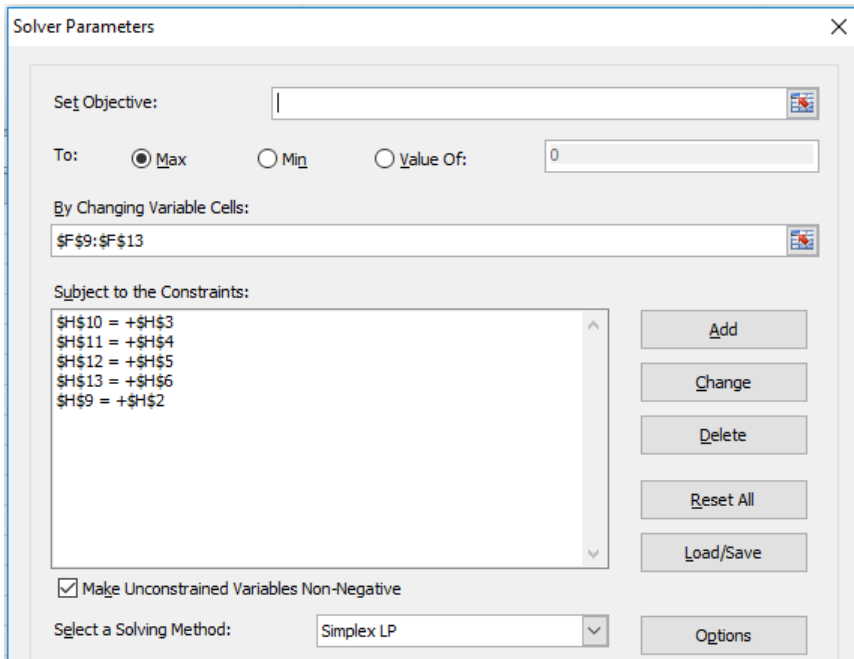 Solver Parameters
Set Objective:
To: Max Min Value Of: 0
By Changing Variable Cells:
$F$9:$F$13
Subject to the Constraints:
$H$10 = +$H$3
$H$11 = +$H$4
$H$12 = +$H$5
$H$13 = +$H$6
$H$9 = +$H$2
Add
Change
Delete
Reset All
Load/Save
Make Unconstrained Variables Non-Negative
Select a Solving Method: Simplex LP Options